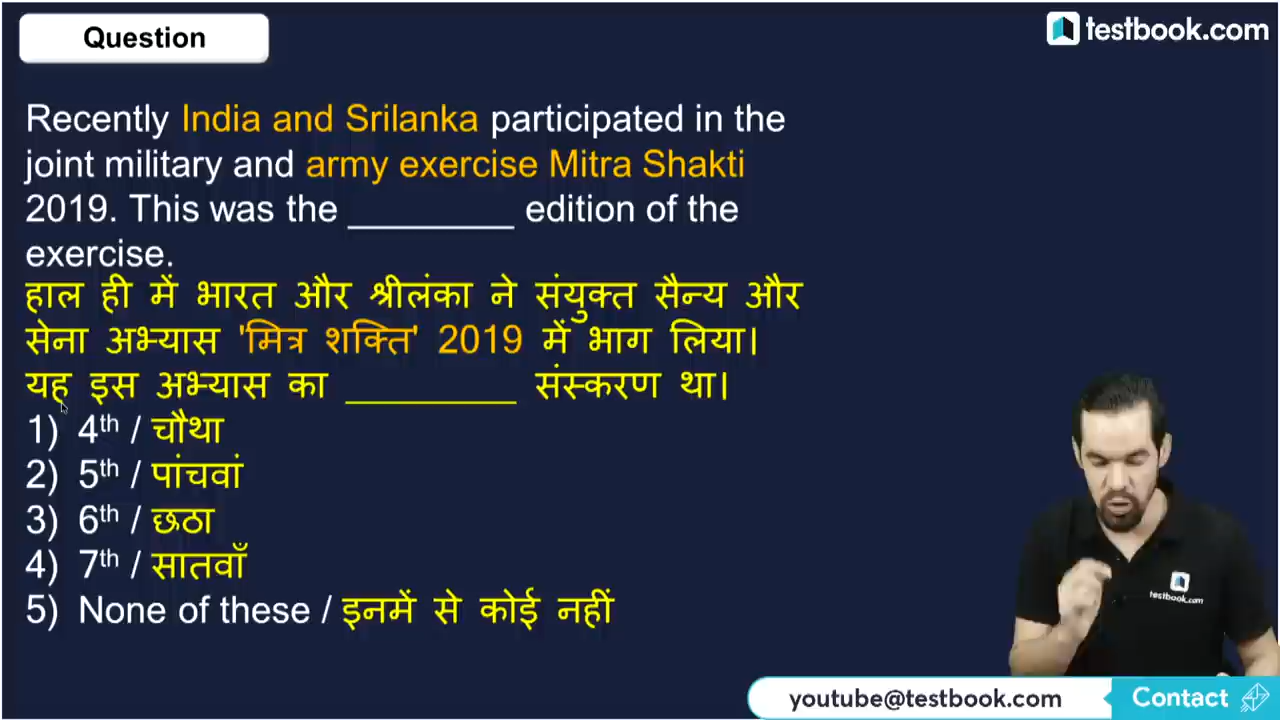 Question
testbook.com
Recently India and Srilanka participated in the
joint military and army exercise Mitra Shakti
2019. This was the _________ edition of the
exercise.
हाल ही में भारत और श्रीलंका ने संयुक्त सैन्य और
सेना अभ्यास 'मित्र शक्ति' 2019 में भाग लिया।
यह इस अभ्यास का _________ संस्करण था।
1) 4th / चौथा
2) 5th / पांचवां
3) 6th / छठा
4) 7th / सातवाँ
5) None of these / इनमें से कोई नहीं
testbook.com
youtube@testbook.com Contact